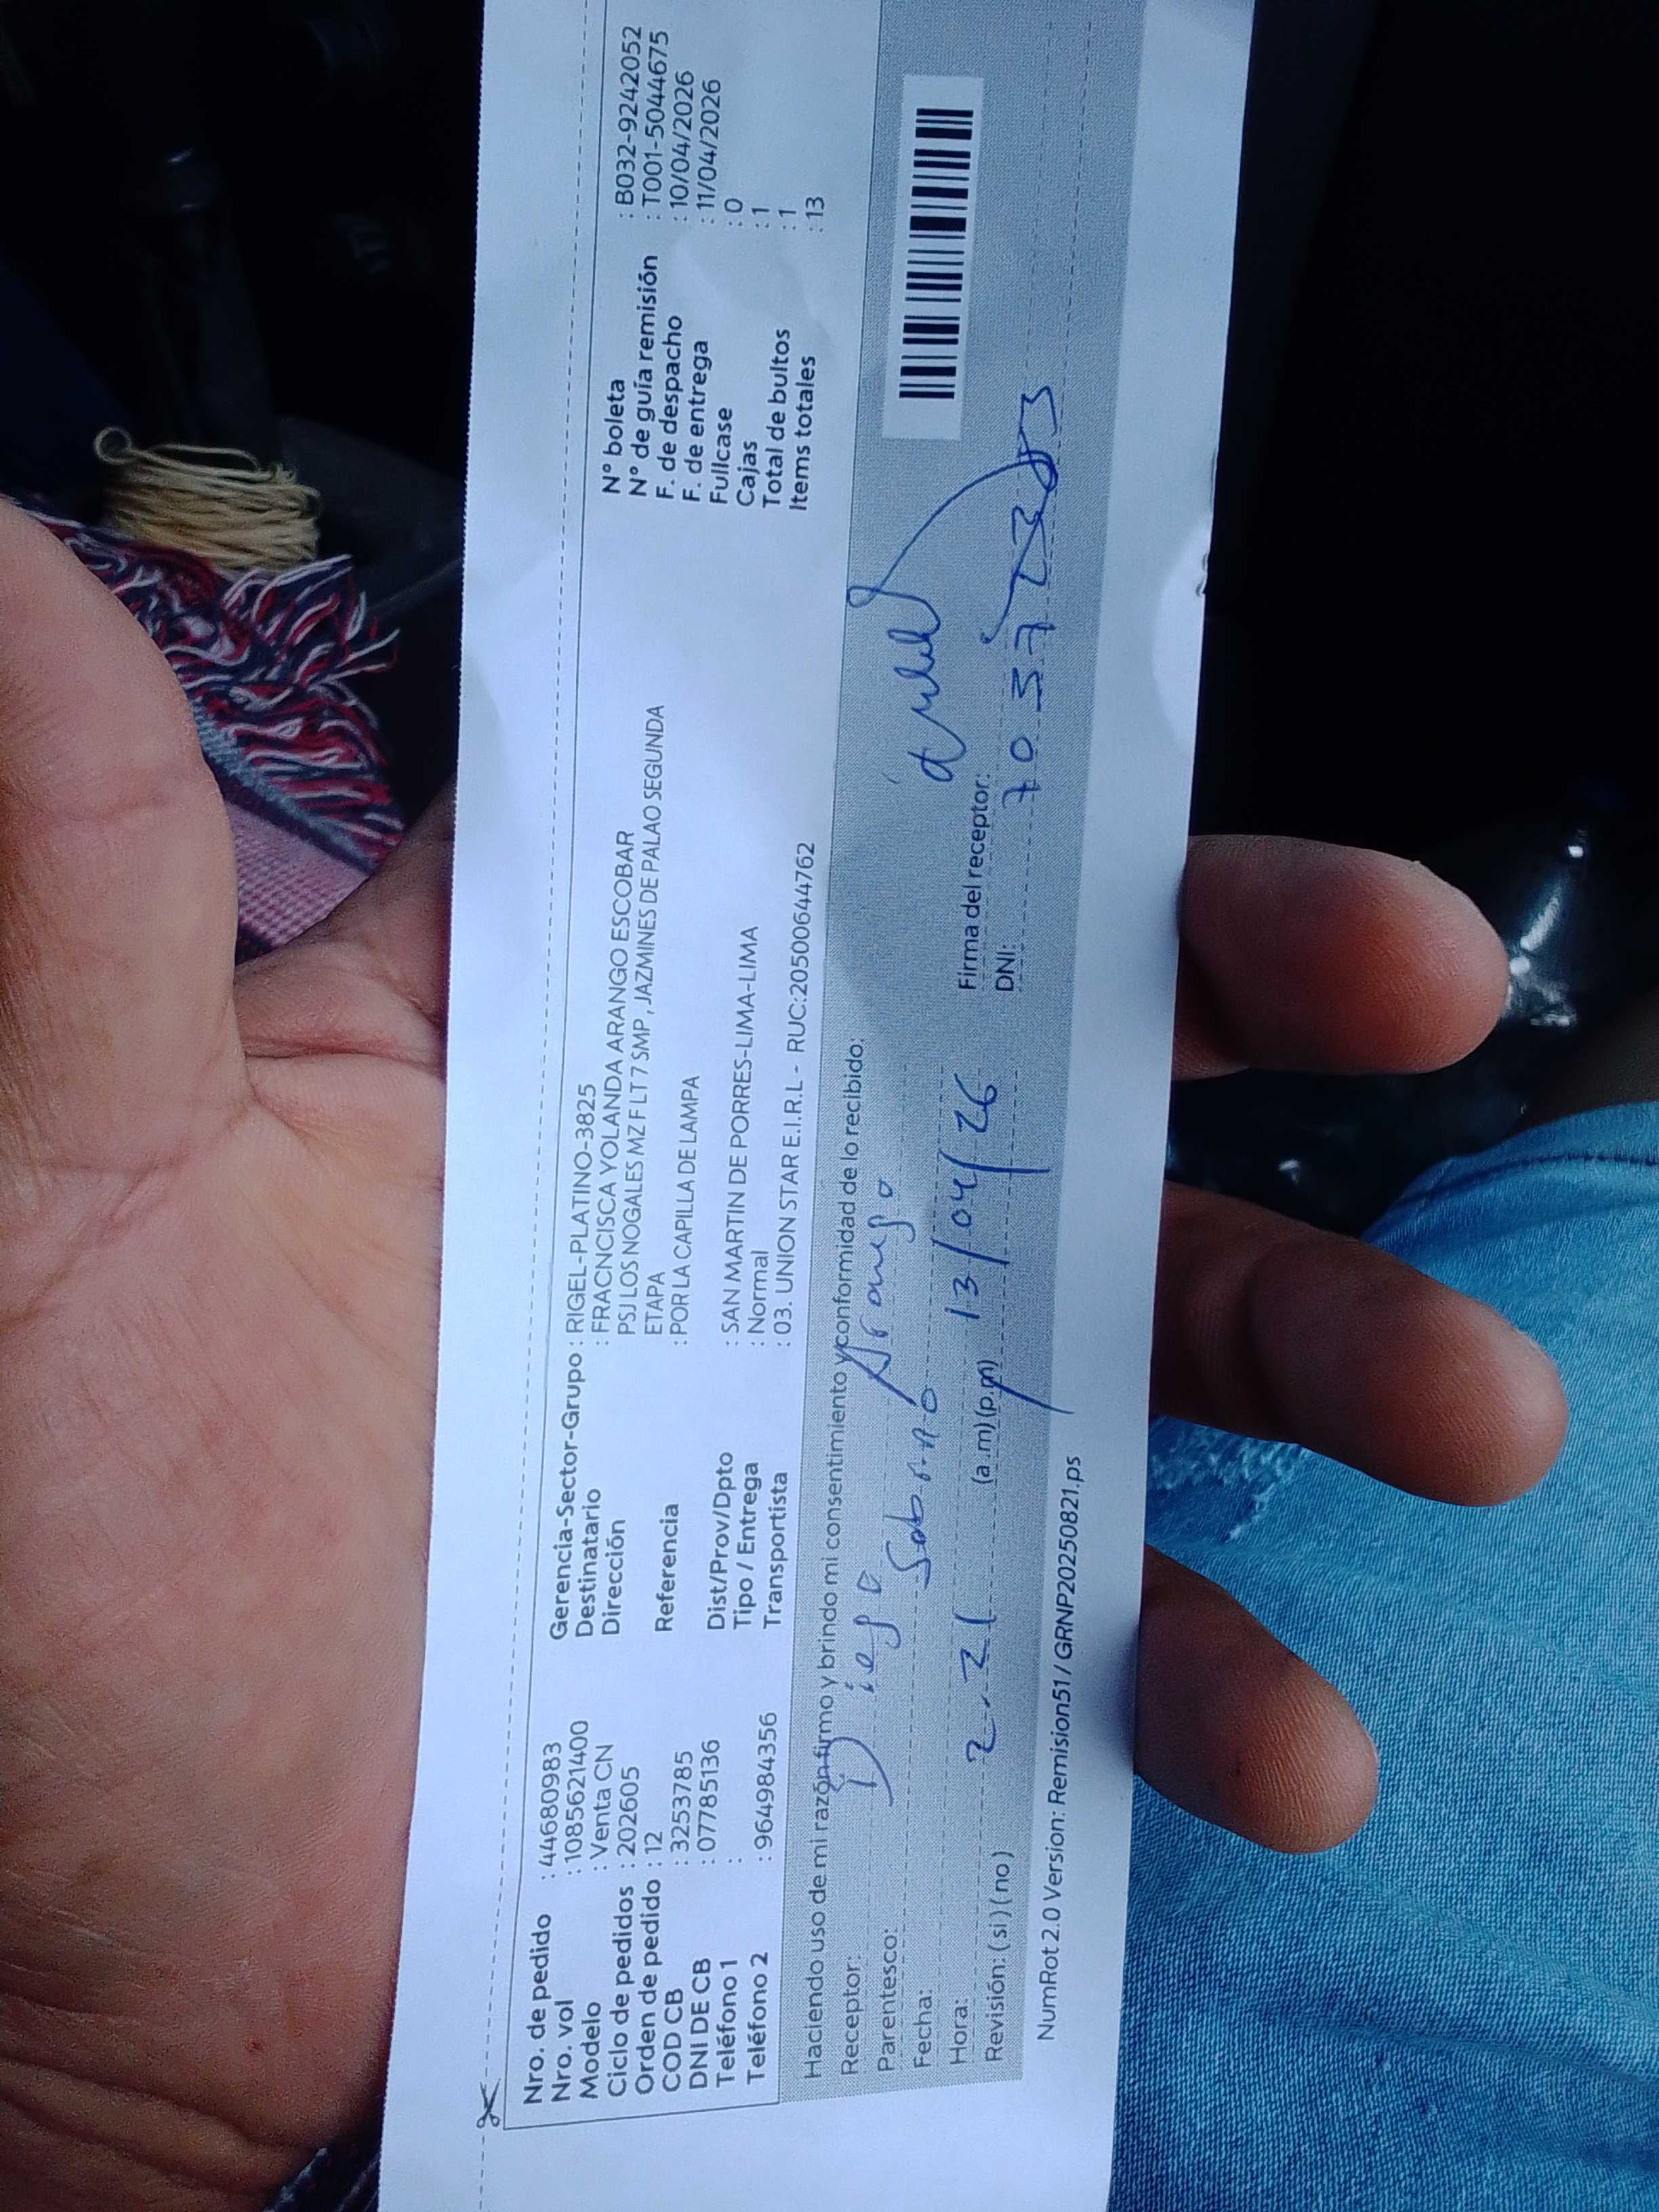 Nro. de pedido : 44680983
Nro. vol : 1085621400
Modelo : Venta CN
Ciclo de pedidos : 202605
Orden de pedido : 12
COD CB : 3253785
DNI DE CB : 07785136
Teléfono 1 :
Teléfono 2 : 964984356
Gerencia-Sector-Grupo : RIGEL-PLATINO-3825
Destinatario : FRACNCISCA YOLANDA ARANGO ESCOBAR
Dirección PSJ LOS NOGALES MZ F LT 7 SMP , JAZMINES DE PALAO SEGUNDA
ETAPA
Referencia : POR LA CAPILLA DE LAMPA
Dist/Prov/Dpto : SAN MARTIN DE PORRES-LIMA-LIMA
Tipo / Entrega : Normal
Transportista : 03. UNION STAR E.I.R.L - RUC:20500644762
N° boleta : B032-9242052
N° de guía remisión : T001-5044675
F. de despacho : 10/04/2026
F. de entrega : 11/04/2026
Fullcase : 0
Cajas : 1
Total de bultos : 1
Items totales : 13
Haciendo uso de mi razón firmo y brindo mi consentimiento y conformidad de lo recibido:
Receptor: Diego Arango
Parentesco: Sobrino
Fecha: 13/04/26
Hora: 2.21 (a.m) (p.m)
Revisión: ( si ) ( no )
Firma del receptor:
DNI:
NumRot 2.0 Version: Remision51 / GRNP20250821.ps